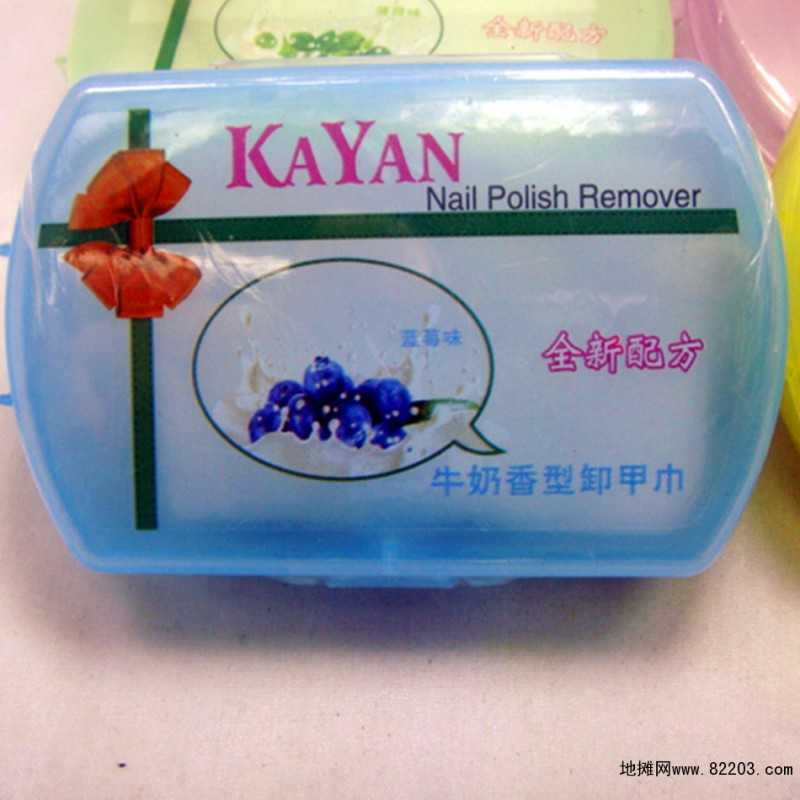 全新配方
KAYAN
Nail Polish Remover
蓝莓味
全新配方
牛奶香型卸甲巾
地摊网www.82203.com